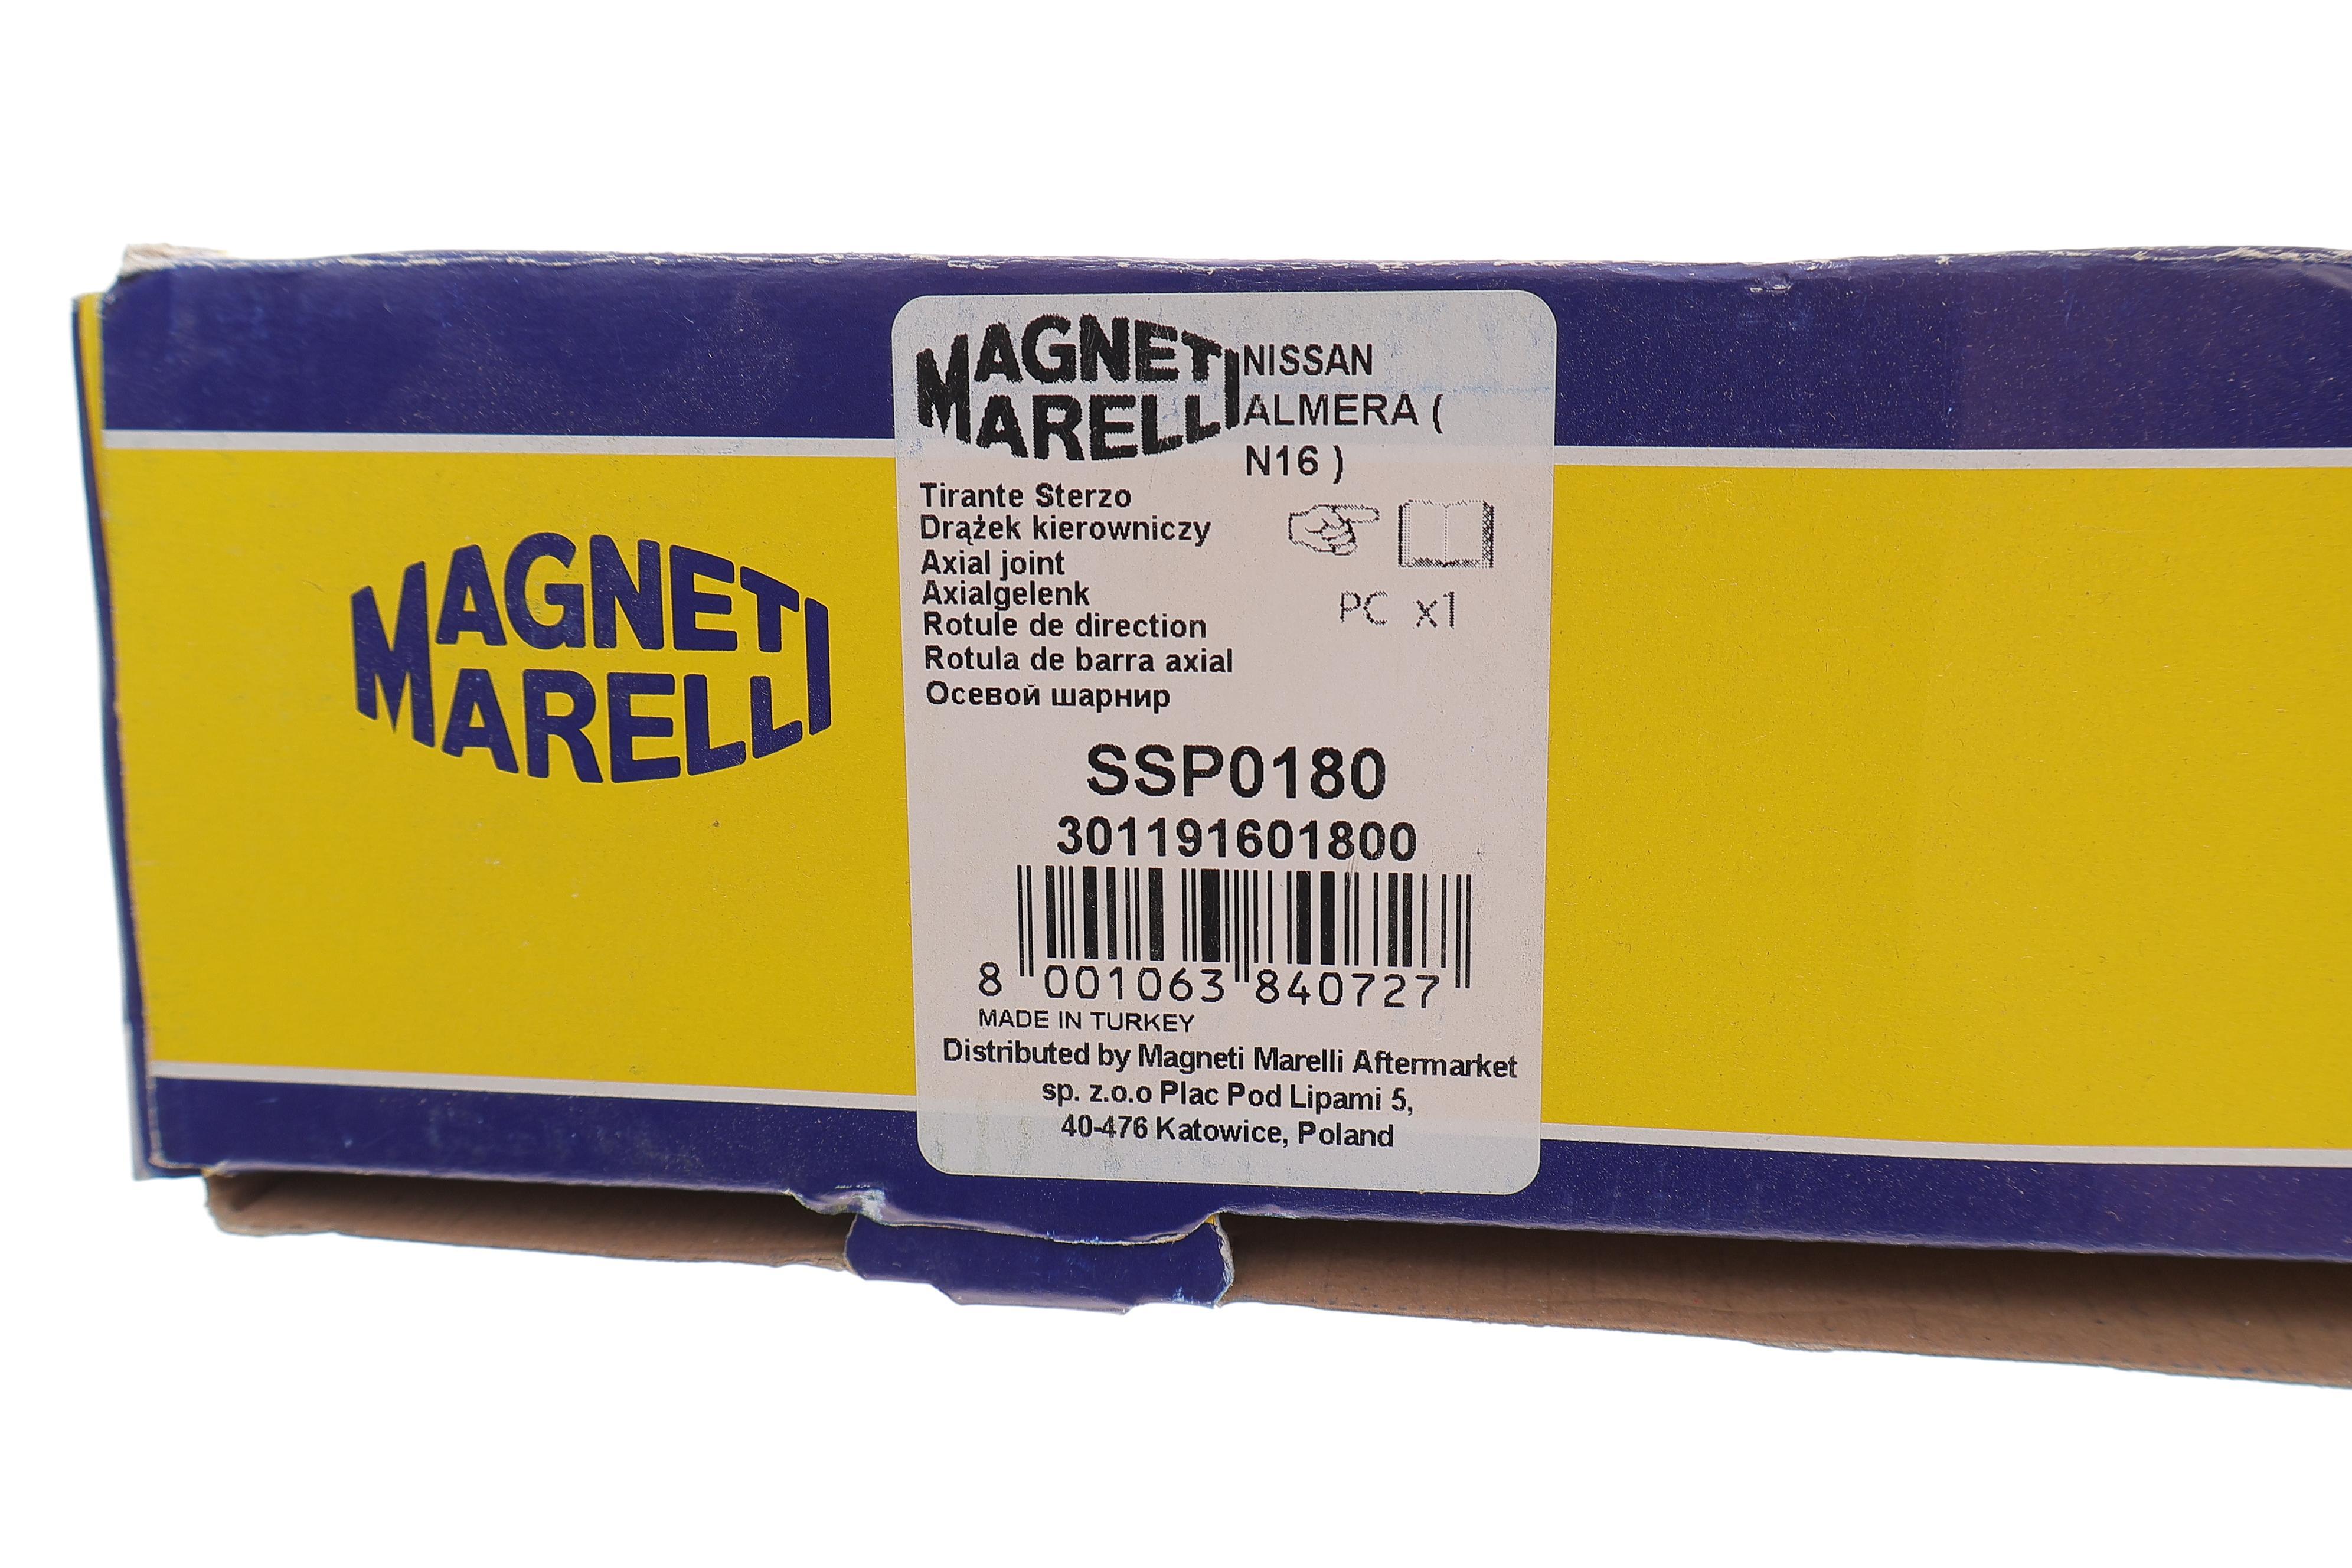 MAGNETI
MARELLI
MAGNETI
MARELLI
NISSAN
ALMERA (
N16 )
Tirante Sterzo
Drążek kierowniczy
Axial joint
Axialgelenk
Rotule de direction
Rotula de barra axial
Осевой шарнир
PC x1
SSP0180
301191601800
8 001063 840727
MADE IN TURKEY
Distributed by Magneti Marelli Aftermarket
sp. z.o.o Plac Pod Lipami 5,
40-476 Katowice, Poland